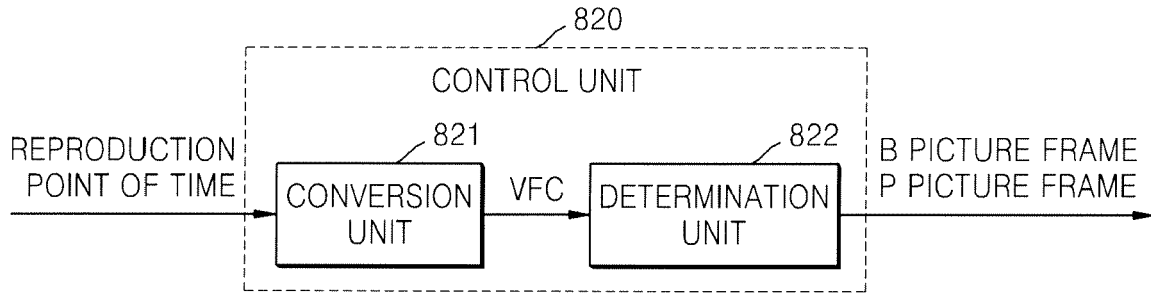 820
CONTROL UNIT
821
822
REPRODUCTION
POINT OF TIME
CONVERSION
UNIT
VFC
DETERMINATION
UNIT
B PICTURE FRAME
P PICTURE FRAME